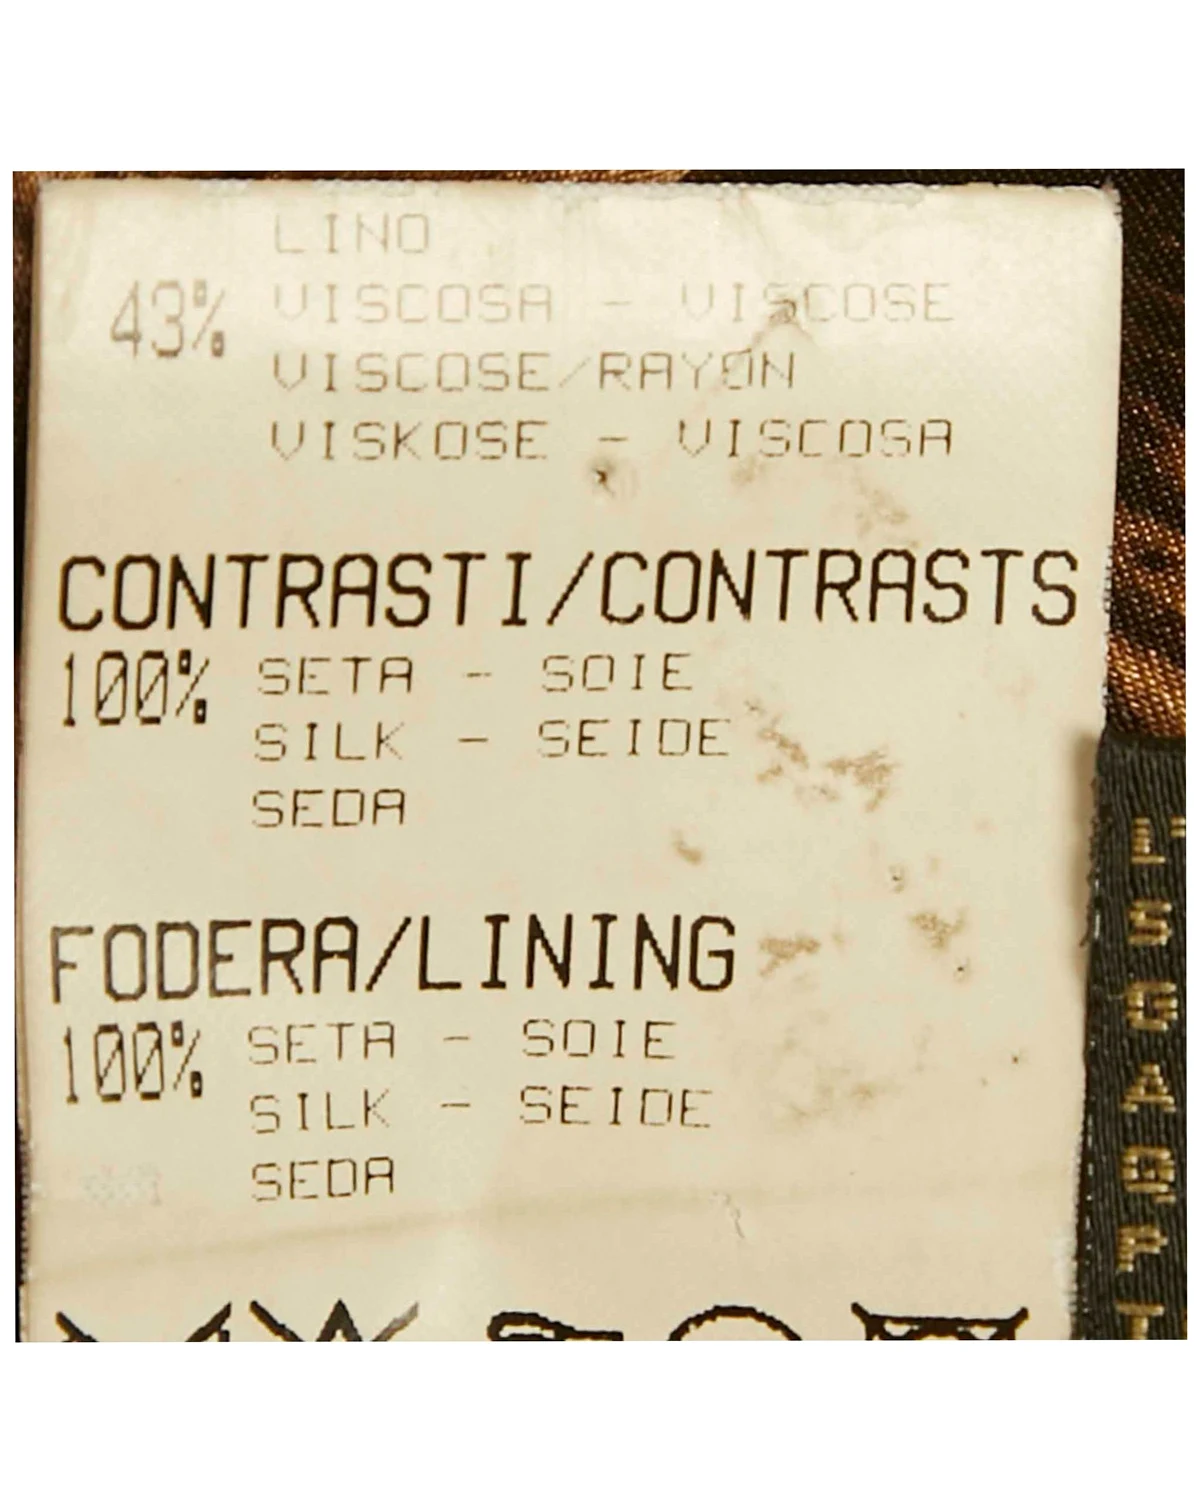 LINO
43% VISCOSA - VISCOSE
VISCOSE/RAYON
VISKOSE - VISCOSA
CONTRASTI/CONTRASTS
100% SETA - SOIE
SILK - SEIDE
SEDA
FODERA/LINING
100% SETA - SOIE
SILK - SEIDE
SEDA